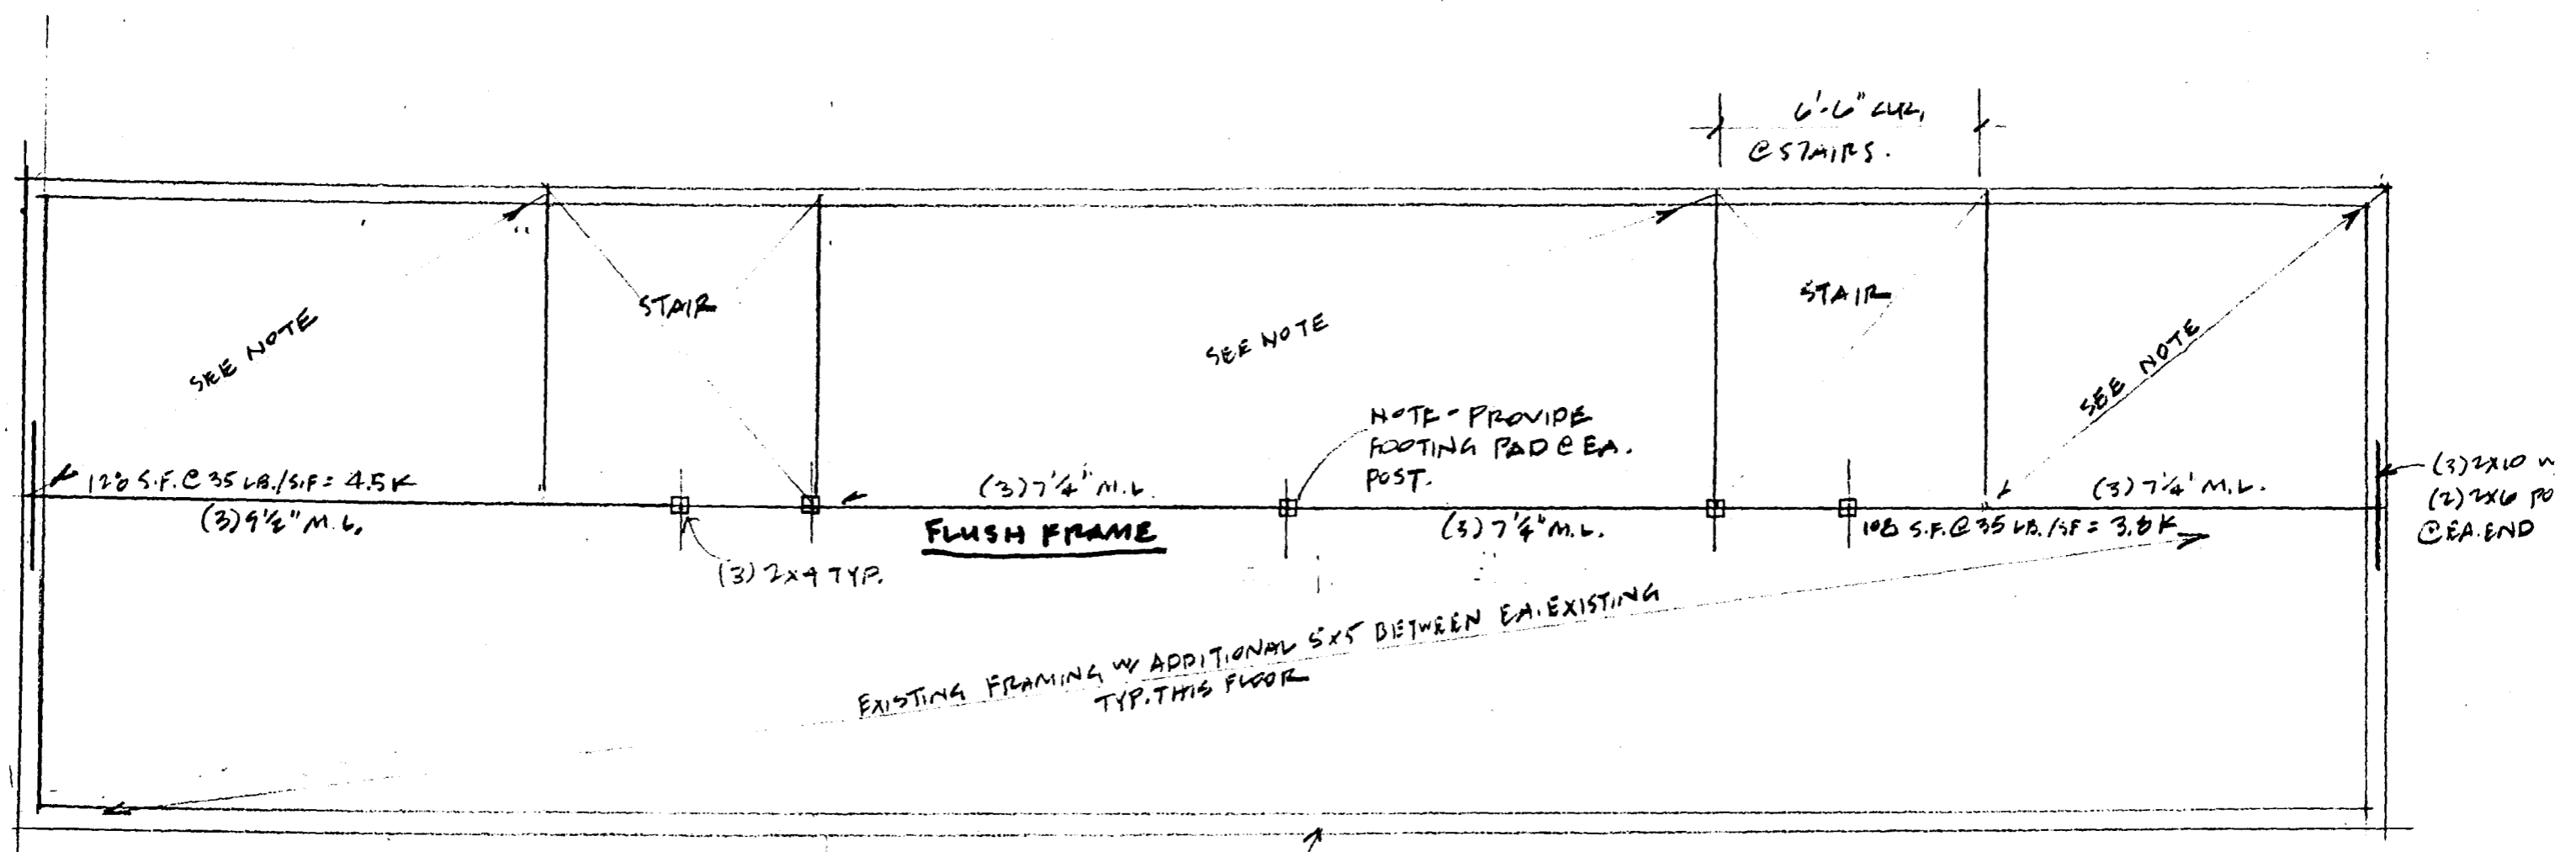 6'-6" CLR.
@ STAIRS.
STAIR
STAIR
SEE NOTE
SEE NOTE
SEE NOTE
NOTE - PROVIDE
FOOTING PAD @ EA.
POST.
128 S.F. @ 35 LB./S.F = 4.5K
(3) 9½" M.L.
(3) 7¼" M.L.
FLUSH FRAME
(3) 7¼" M.L.
(3) 7¼" M.L.
108 S.F. @ 35 LB./SF = 3.8K
(3) 2X10 W
(2) 2X6 PO
@ EA. END
(3) 2X4 TYP.
EXISTING FRAMING W/ ADDITIONAL 5X5 BETWEEN EA. EXISTING
TYP. THIS FLOOR